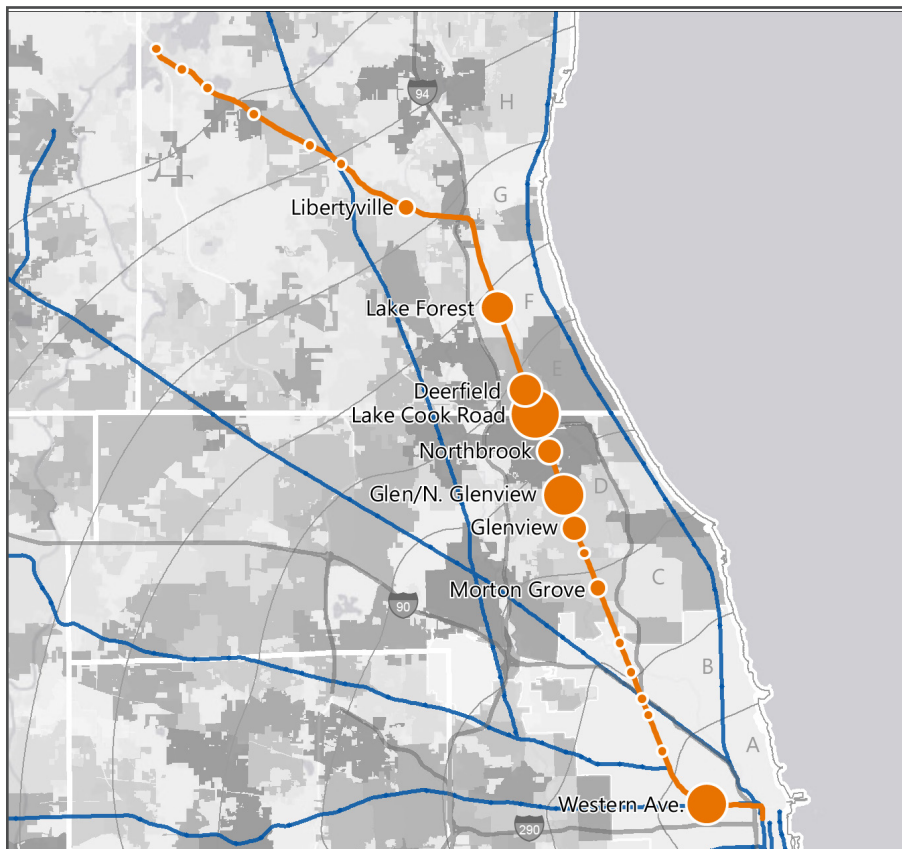 J
I
94
H
G
Libertyville
F
Lake Forest
E
Deerfield
Lake Cook Road
Northbrook
D
Glen/N. Glenview
Glenview
C
Morton Grove
90
B
A
Western Ave.
290